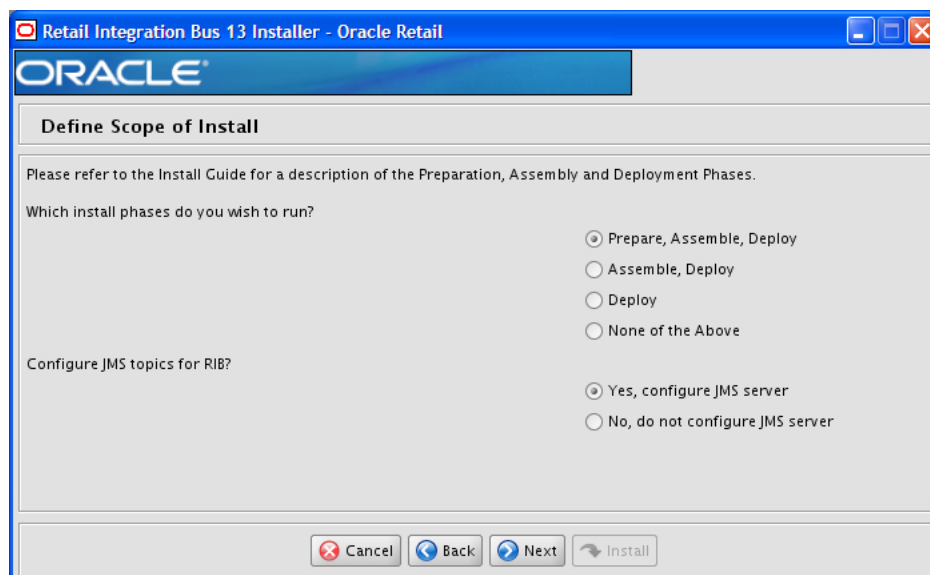 Retail Integration Bus 13 Installer - Oracle Retail
ORACLE®
Define Scope of Install
Please refer to the Install Guide for a description of the Preparation, Assembly and Deployment Phases.
Which install phases do you wish to run?
Prepare, Assemble, Deploy
Assemble, Deploy
Deploy
None of the Above
Configure JMS topics for RIB?
Yes, configure JMS server
No, do not configure JMS server
Cancel Back Next Install